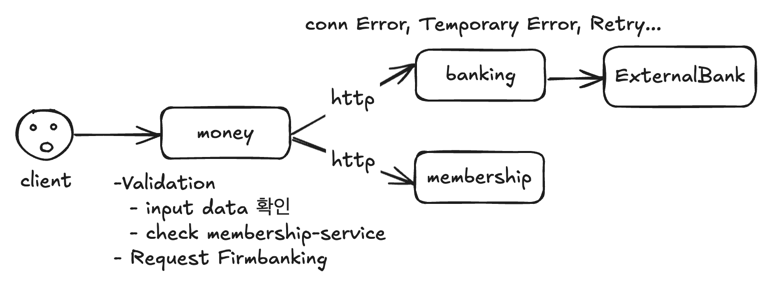 conn Error, Temporary Error, Retry...
banking
ExternalBank
http
money
http
client
membership
-Validation
- input data 확인
- check membership-service
- Request Firmbanking